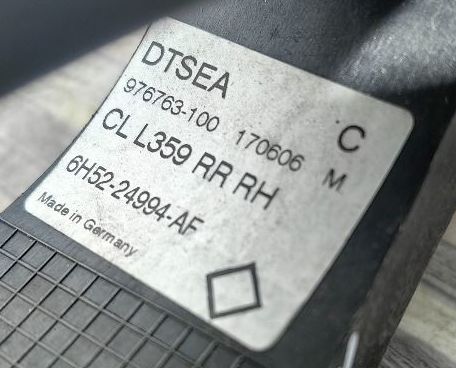 DTSEA
976763-100 170606 C
CL L359 RR RH M
6H52-24994-AF
Made in Germany